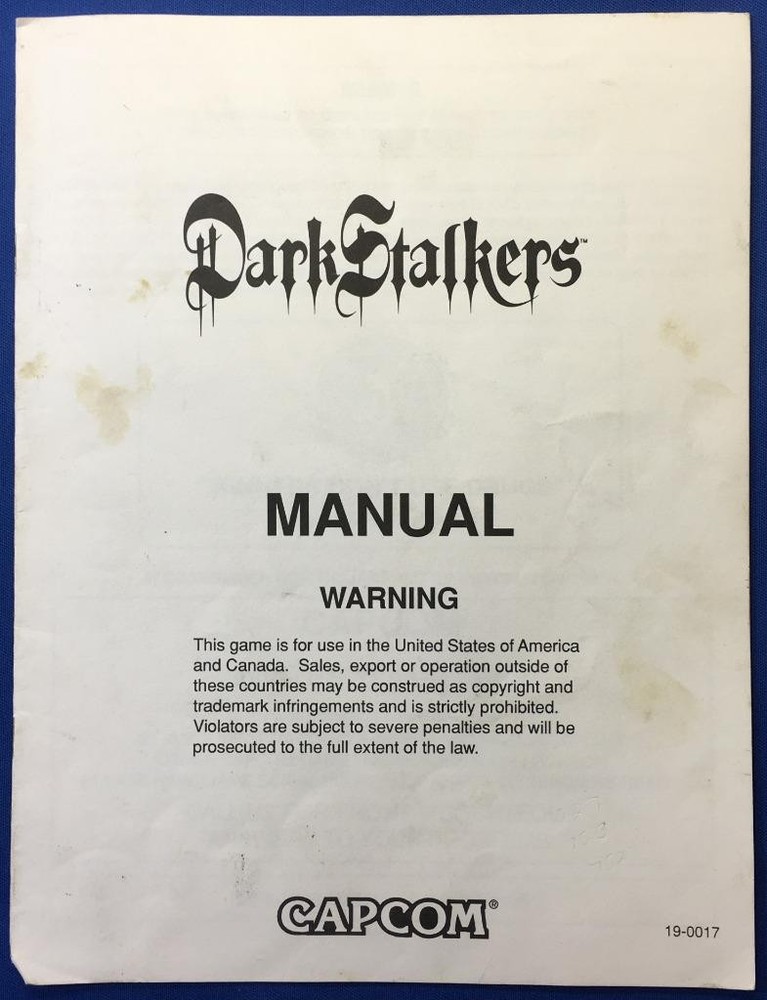 DarkStalkers™
MANUAL
WARNING
This game is for use in the United States of America
and Canada.  Sales, export or operation outside of
these countries may be construed as copyright and
trademark infringements and is strictly prohibited.
Violators are subject to severe penalties and will be
prosecuted to the full extent of the law.
CAPCOM®
19-0017